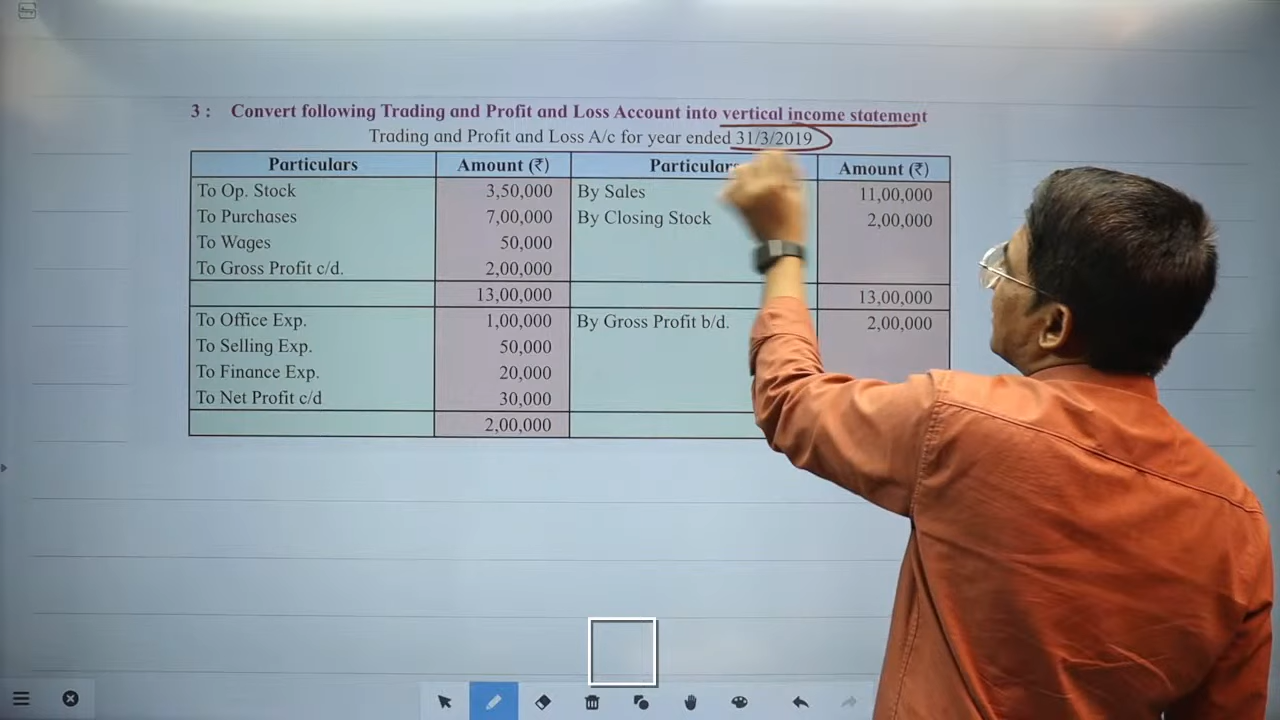 3 : Convert following Trading and Profit and Loss Account into vertical income statement
Trading and Profit and Loss A/c for year ended 31/3/2019
Particulars Amount (₹) Particulars Amount (₹)
To Op. Stock 3,50,000 By Sales 11,00,000
To Purchases 7,00,000 By Closing Stock 2,00,000
To Wages 50,000
To Gross Profit c/d. 2,00,000
13,00,000 13,00,000
To Office Exp. 1,00,000 By Gross Profit b/d. 2,00,000
To Selling Exp. 50,000
To Finance Exp. 20,000
To Net Profit c/d 30,000
2,00,000